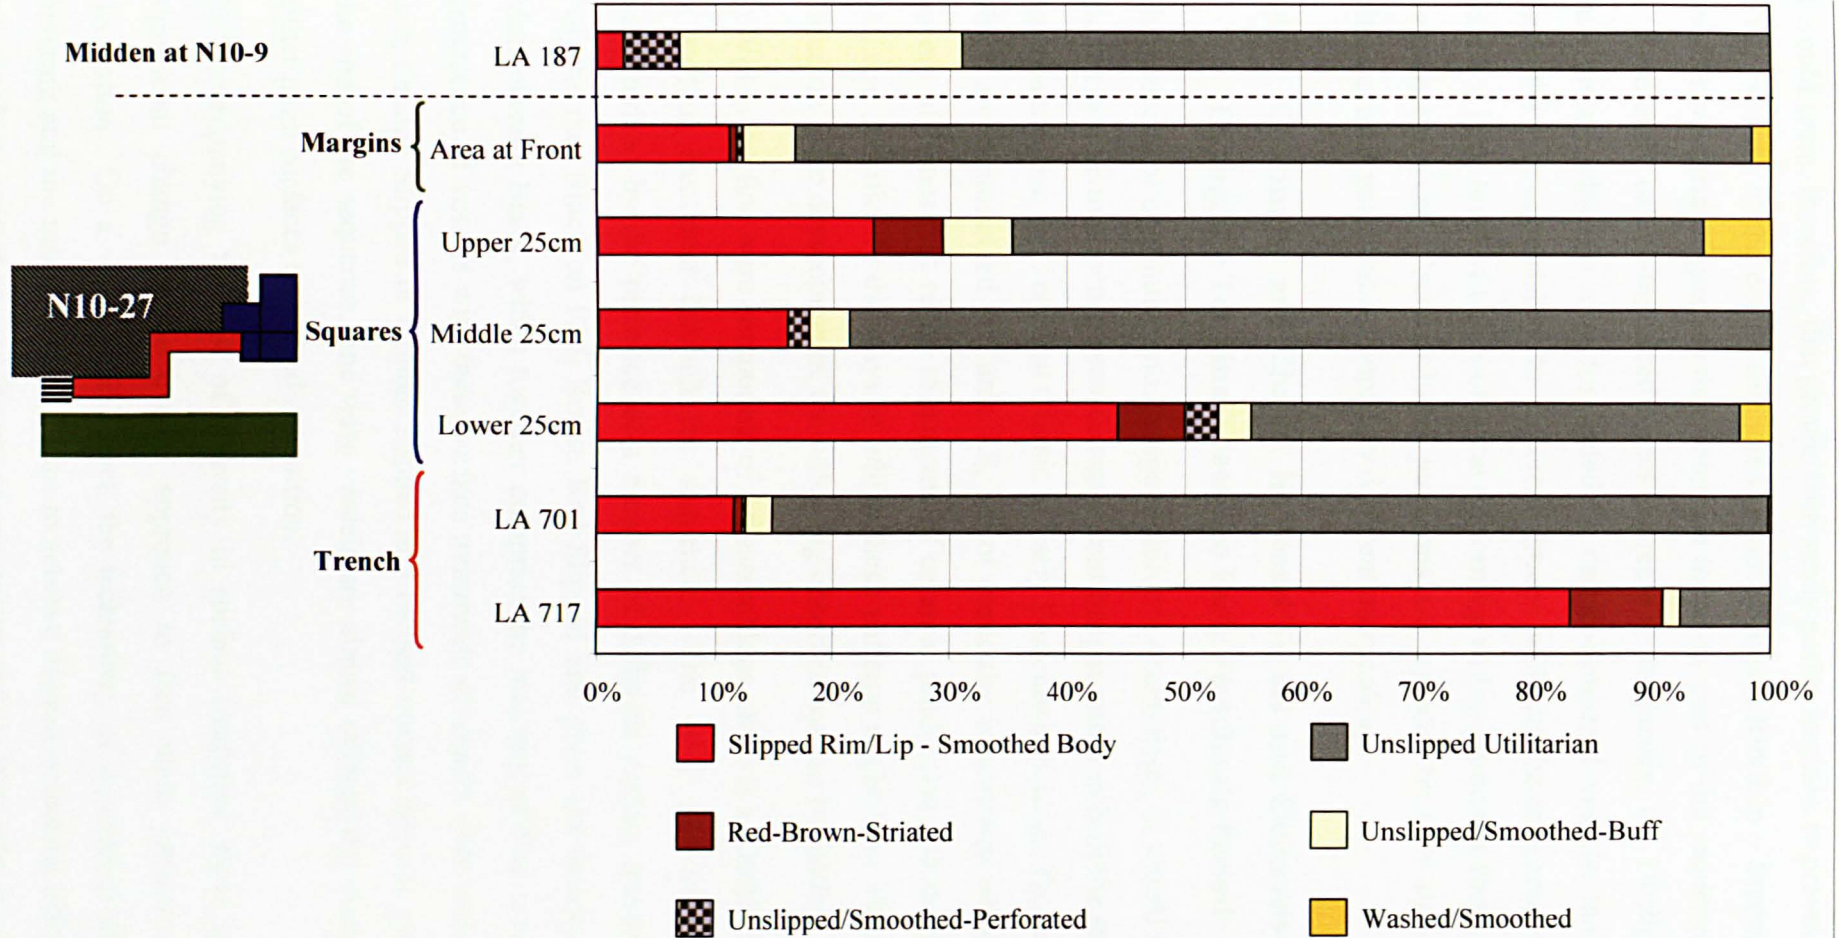 Midden at N10-9
LA 187
Margins
Area at Front
Upper 25cm
N10-27
Squares
Middle 25cm
Lower 25cm
LA 701
Trench
LA 717
0% 10% 20% 30% 40% 50% 60% 70% 80% 90% 100%
Slipped Rim/Lip - Smoothed Body
Unslipped Utilitarian
Red-Brown-Striated
Unslipped/Smoothed-Buff
Unslipped/Smoothed-Perforated
Washed/Smoothed